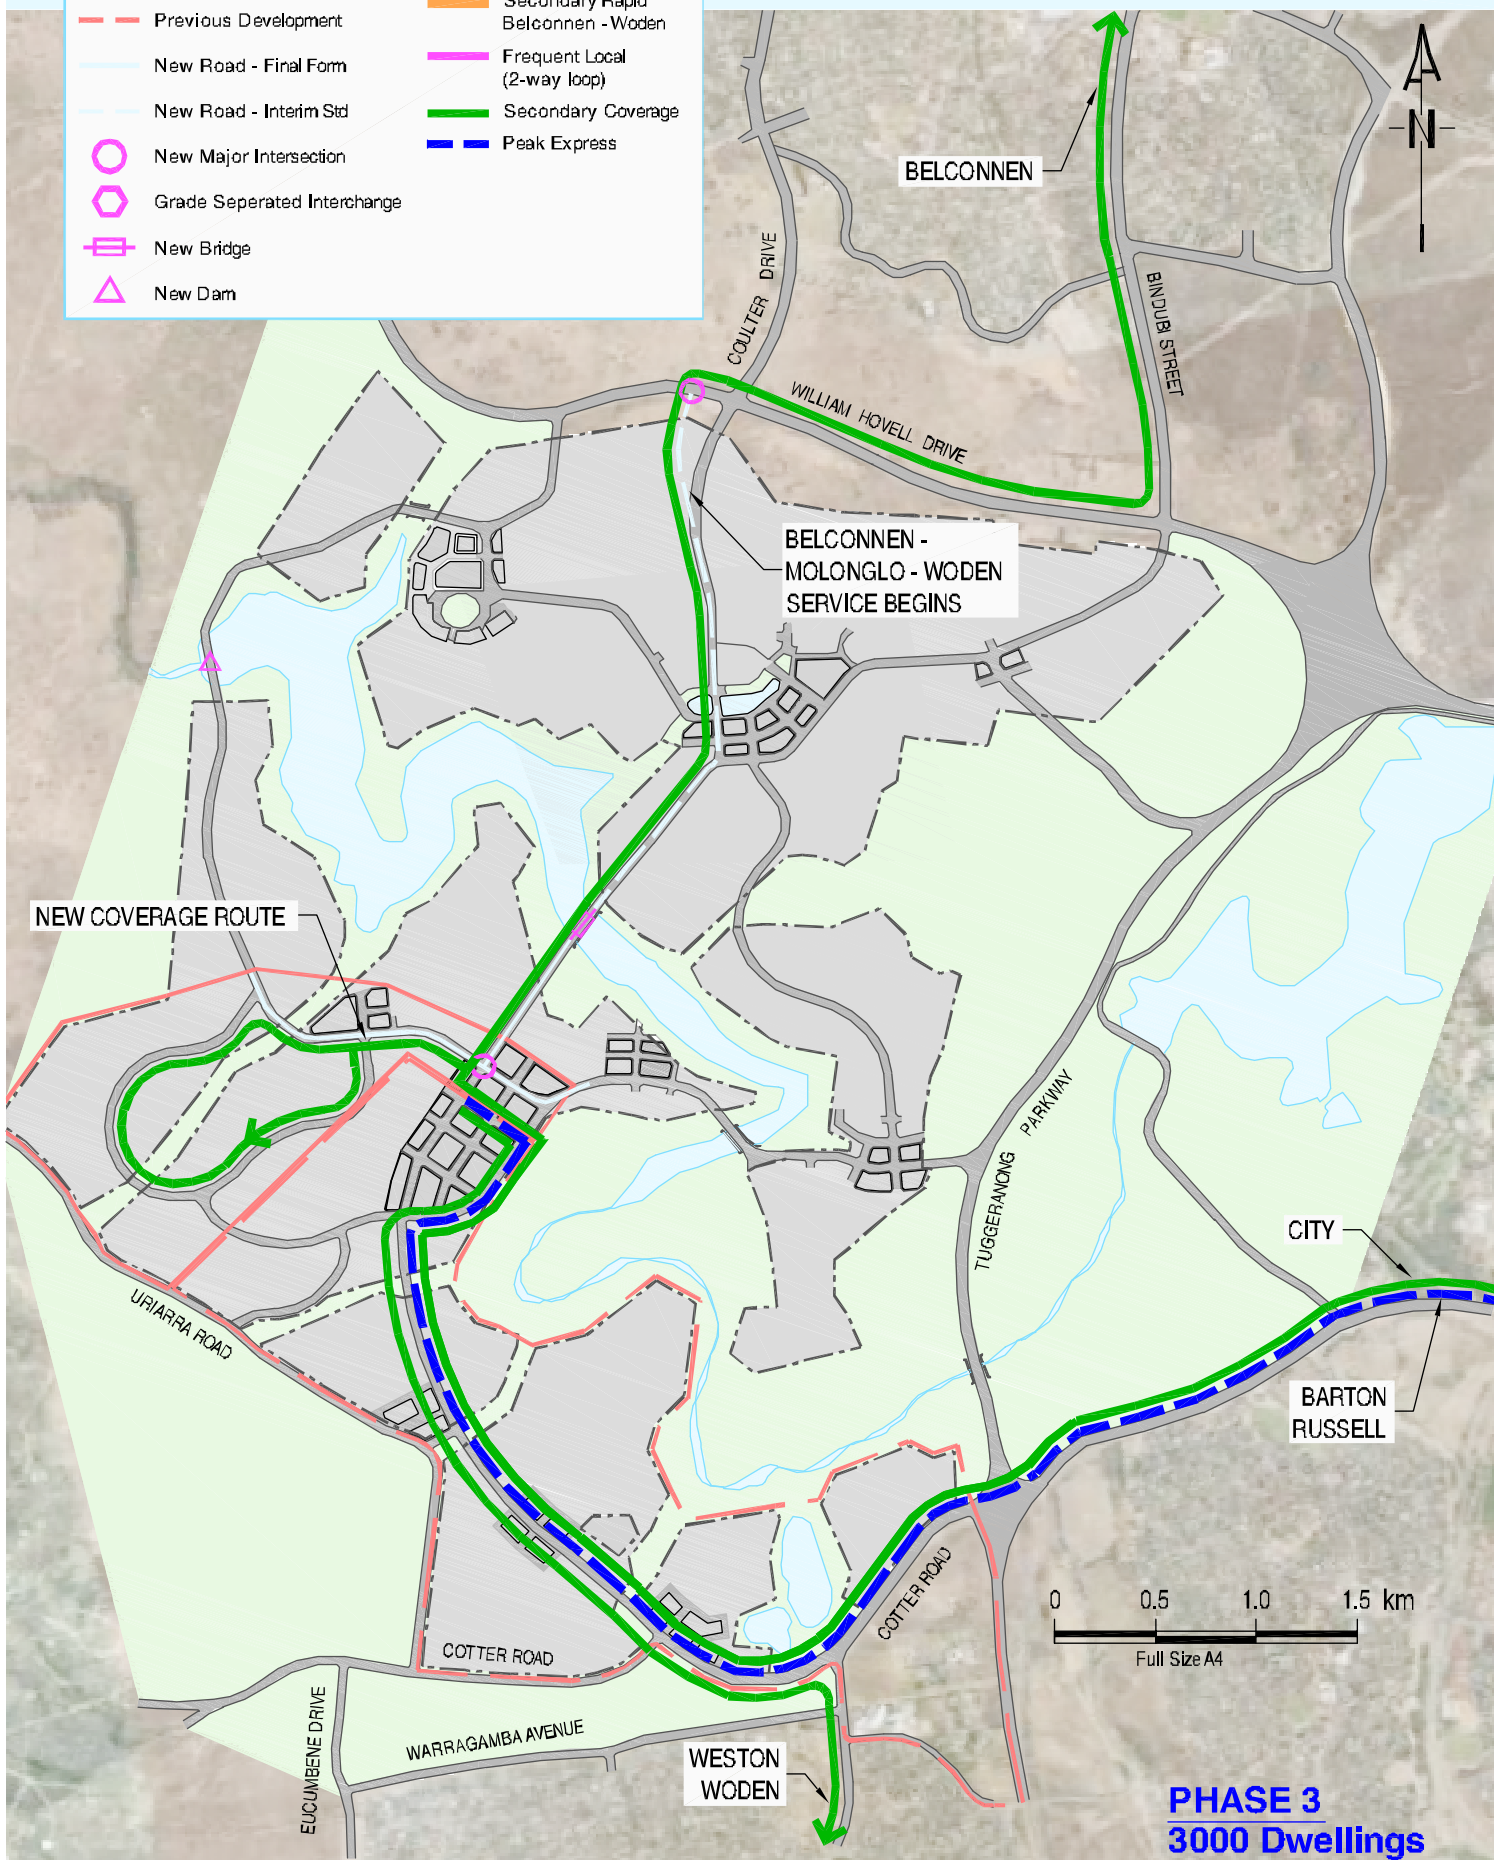 Previous Development
New Road - Final Form
New Road - Interim Std
New Major Intersection
Grade Seperated Interchange
New Bridge
New Dam
Secondary Rapid
Belconnen - Woden
Frequent Local
(2-way loop)
Secondary Coverage
Peak Express
N
BELCONNEN
COULTER DRIVE
BINDUBI STREET
WILLIAM HOVELL DRIVE
BELCONNEN -
MOLONGLO - WODEN
SERVICE BEGINS
NEW COVERAGE ROUTE
TUGGERANONG PARKWAY
CITY
URIARRA ROAD
BARTON
RUSSELL
COTTER ROAD
0 0.5 1.0 1.5 km
Full Size A4
COTTER ROAD
EUCUMBENE DRIVE
WARRAGAMBA AVENUE
WESTON
WODEN
PHASE 3
3000 Dwellings